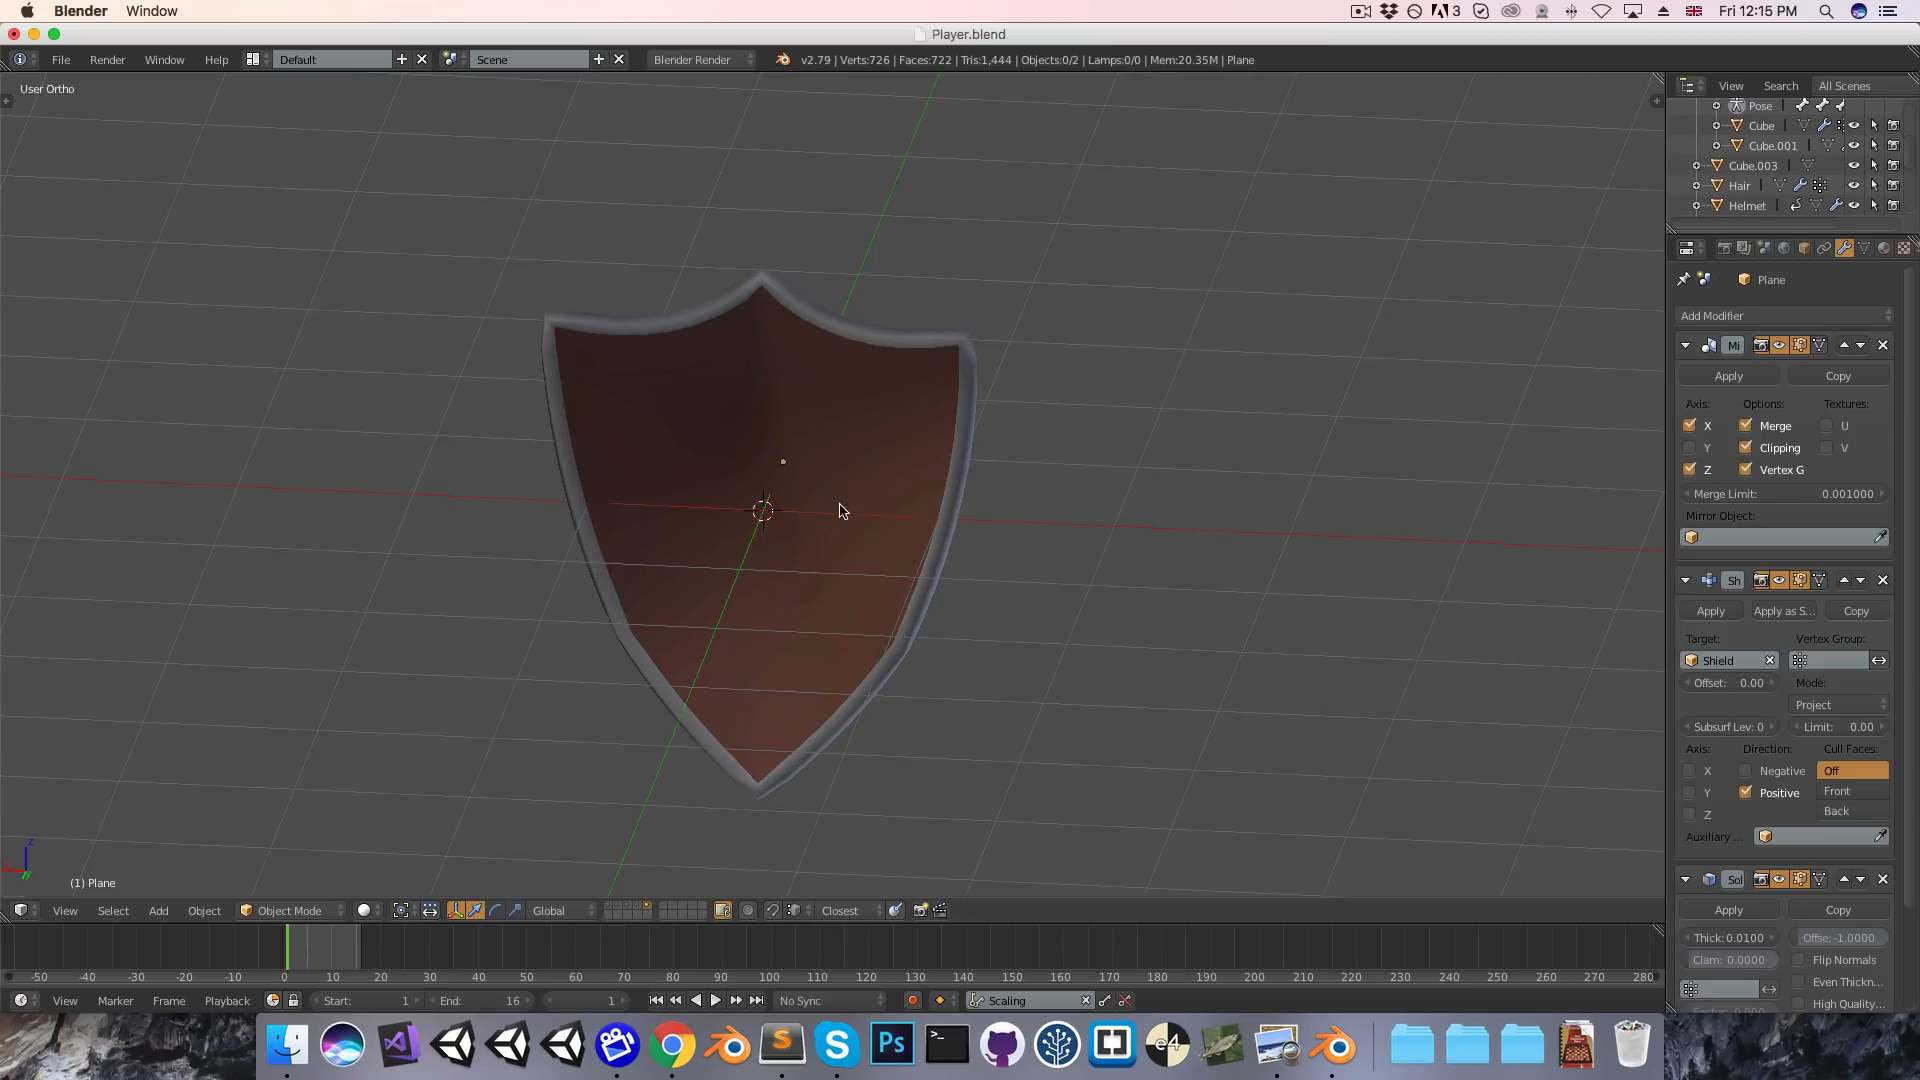 Blender Window
3 Fri 12:15 PM
Player.blend
File Render Window Help Default Scene Blender Render v2.79 | Verts:726 | Faces:722 | Tris:1,444 | Objects:0/2 | Lamps:0/0 | Mem:20.35M | Plane
User Ortho
View Search All Scenes
Pose
Cube
Cube.001
Cube.003
Hair
Helmet
Plane
Add Modifier
Mi
Apply Copy
Axis: Options: Textures:
X Merge U
Y Clipping V
Z Vertex G
Merge Limit: 0.001000
Mirror Object:
Sh
Apply Apply as S... Copy
Target: Vertex Group:
Shield
Offset: 0.00 Mode:
Project
Subsurf Lev: 0 Limit: 0.00
Axis: Direction: Cull Faces:
X Negative Off
Y Positive Front
Z Back
Auxiliary ...
Sol
Apply Copy
Thick: 0.0100 Offse: -1.0000
Clam: 0.0000 Flip Normals
Even Thickn...
High Quality...
Z
(1) Plane
View Select Add Object Object Mode Global Closest
-50 -40 -30 -20 -10 0 10 20 30 40 50 60 70 80 90 100 110 120 130 140 150 160 170 180 190 200 210 220 230 240 250 260 270 280
View Marker Frame Playback Start: 1 End: 16 1 No Sync Scaling
S Ps >_ e4